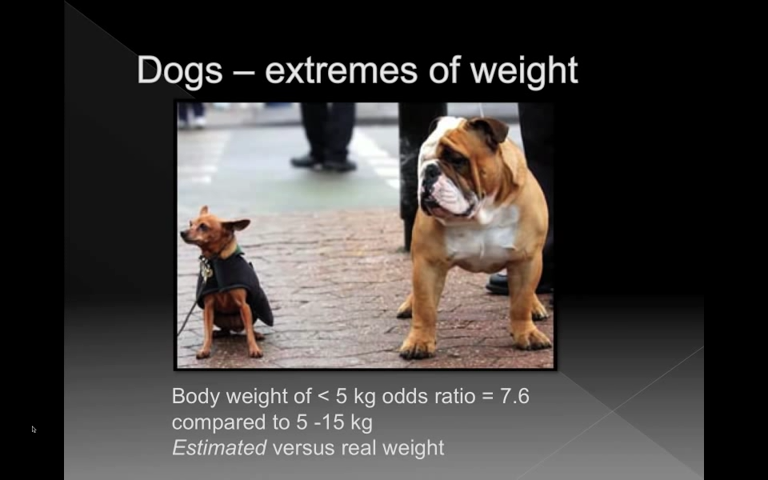 Dogs – extremes of weight
Body weight of < 5 kg odds ratio = 7.6
compared to 5 -15 kg
Estimated versus real weight